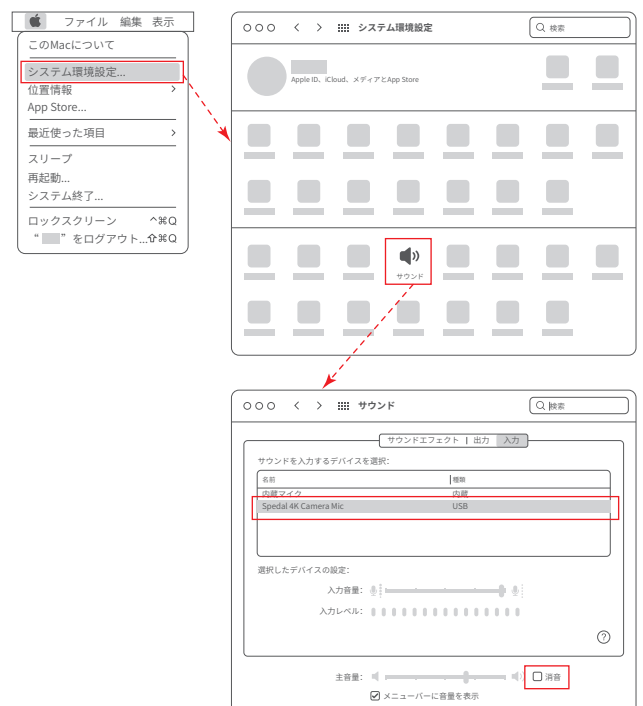 ファイル 編集 表示
このMacについて
システム環境設定...
位置情報 >
App Store...
最近使った項目 >
スリープ
再起動...
システム終了...
ロックスクリーン ^⌘Q
“ ”をログアウト...⇧⌘Q
システム環境設定
検索
Apple ID、iCloud、メディアとApp Store
サウンド
サウンド
検索
サウンドエフェクト 出力 入力
サウンドを入力するデバイスを選択:
名前 種類
内蔵マイク 内蔵
Spedal 4K Camera Mic USB
選択したデバイスの設定:
入力音量:
入力レベル:
?
主音量: 消音
メニューバーに音量を表示